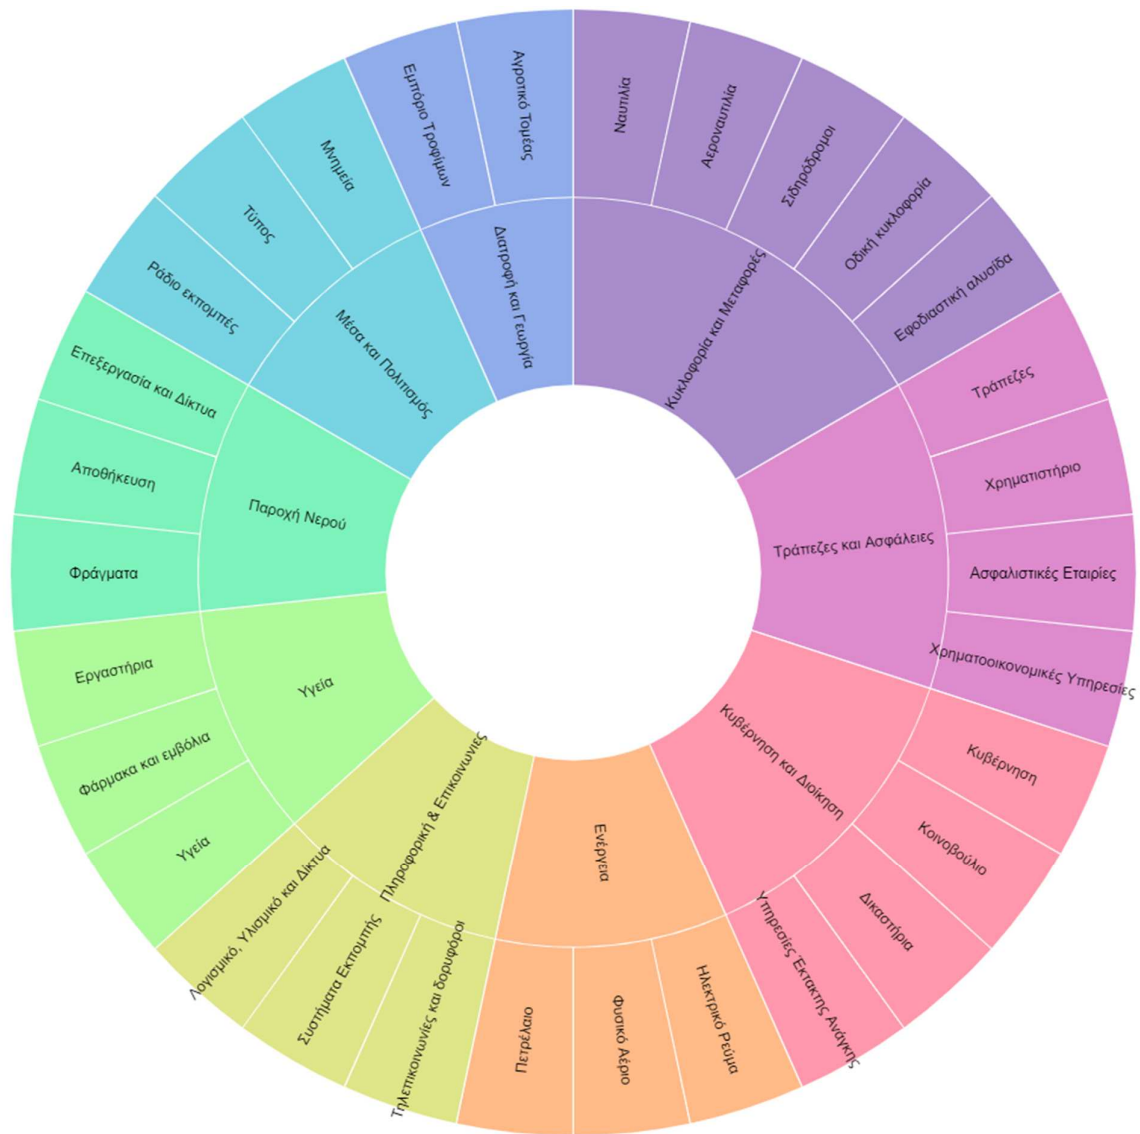 Κυκλοφορία και Μεταφορές
Ναυτιλία
Αεροναυτιλία
Σιδηρόδρομοι
Οδική κυκλοφορία
Εφοδιαστική αλυσίδα
Τράπεζες και Ασφάλειες
Τράπεζες
Χρηματιστήριο
Ασφαλιστικές Εταιρίες
Χρηματοοικονομικές Υπηρεσίες
Κυβέρνηση και Διοίκηση
Κυβέρνηση
Κοινοβούλιο
Δικαστήρια
Υπηρεσίες Έκτακτης Ανάγκης
Ενέργεια
Ηλεκτρικό Ρεύμα
Φυσικό Αέριο
Πετρέλαιο
Πληροφορική & Επικοινωνίες
Τηλεπικοινωνίες και δορυφόροι
Συστήματα Εκπομπής
Λογισμικό, Υλισμικό και Δίκτυα
Υγεία
Υγεία
Φάρμακα και εμβόλια
Εργαστήρια
Παροχή Νερού
Φράγματα
Αποθήκευση
Επεξεργασία και Δίκτυα
Μέσα και Πολιτισμός
Ράδιο εκπομπές
Τύπος
Μνημεία
Διατροφή και Γεωργία
Εμπόριο Τροφίμων
Αγροτικό Τομέας